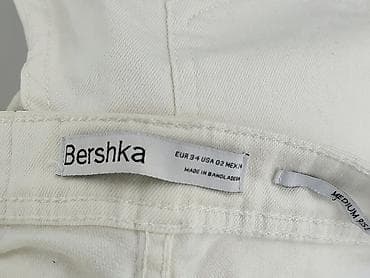 Bershka
EUR 34 USA 02 MEX
MADE IN BANGLADESH
MEDIUM